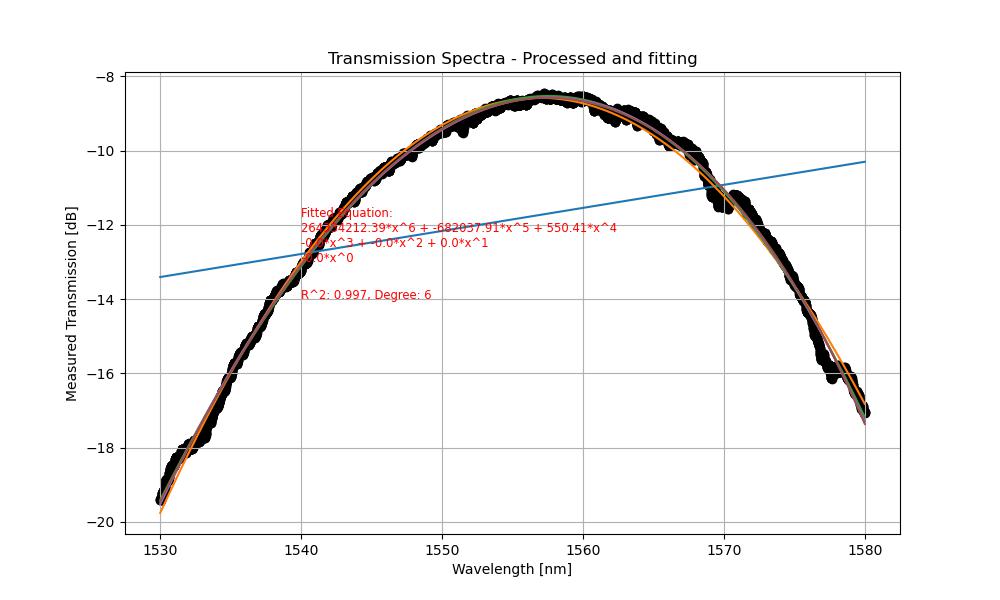 Transmission Spectra - Processed and fitting
Measured Transmission [dB]
−8
−10
−12
−14
−16
−18
−20
Fitted equation:
4212.39*x^6 + -682037.91*x^5 + 550.41*x^4
*x^3 + -0.0*x^2 + 0.0*x^1
*x^0
R^2: 0.997, Degree: 6
1530
1540
1550
1560
1570
1580
Wavelength [nm]